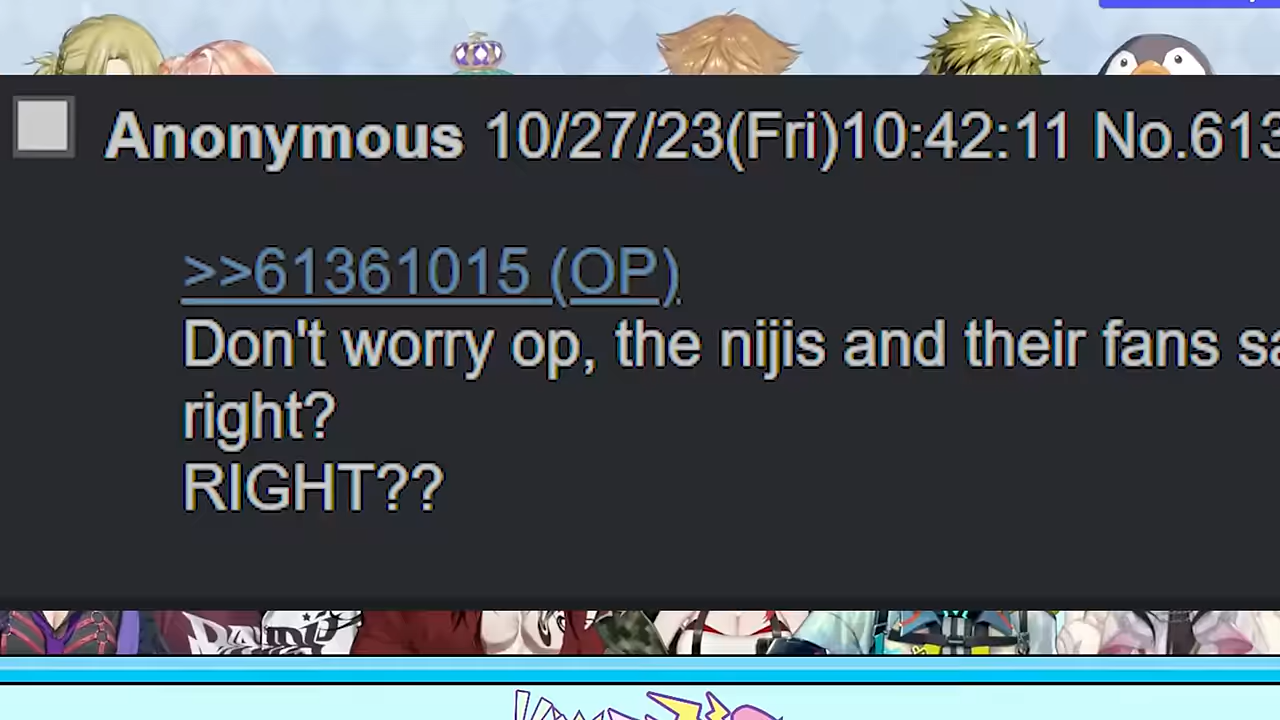 Anonymous 10/27/23(Fri)10:42:11 No.613
>>61361015 (OP)
Don't worry op, the nijis and their fans sa
right?
RIGHT??